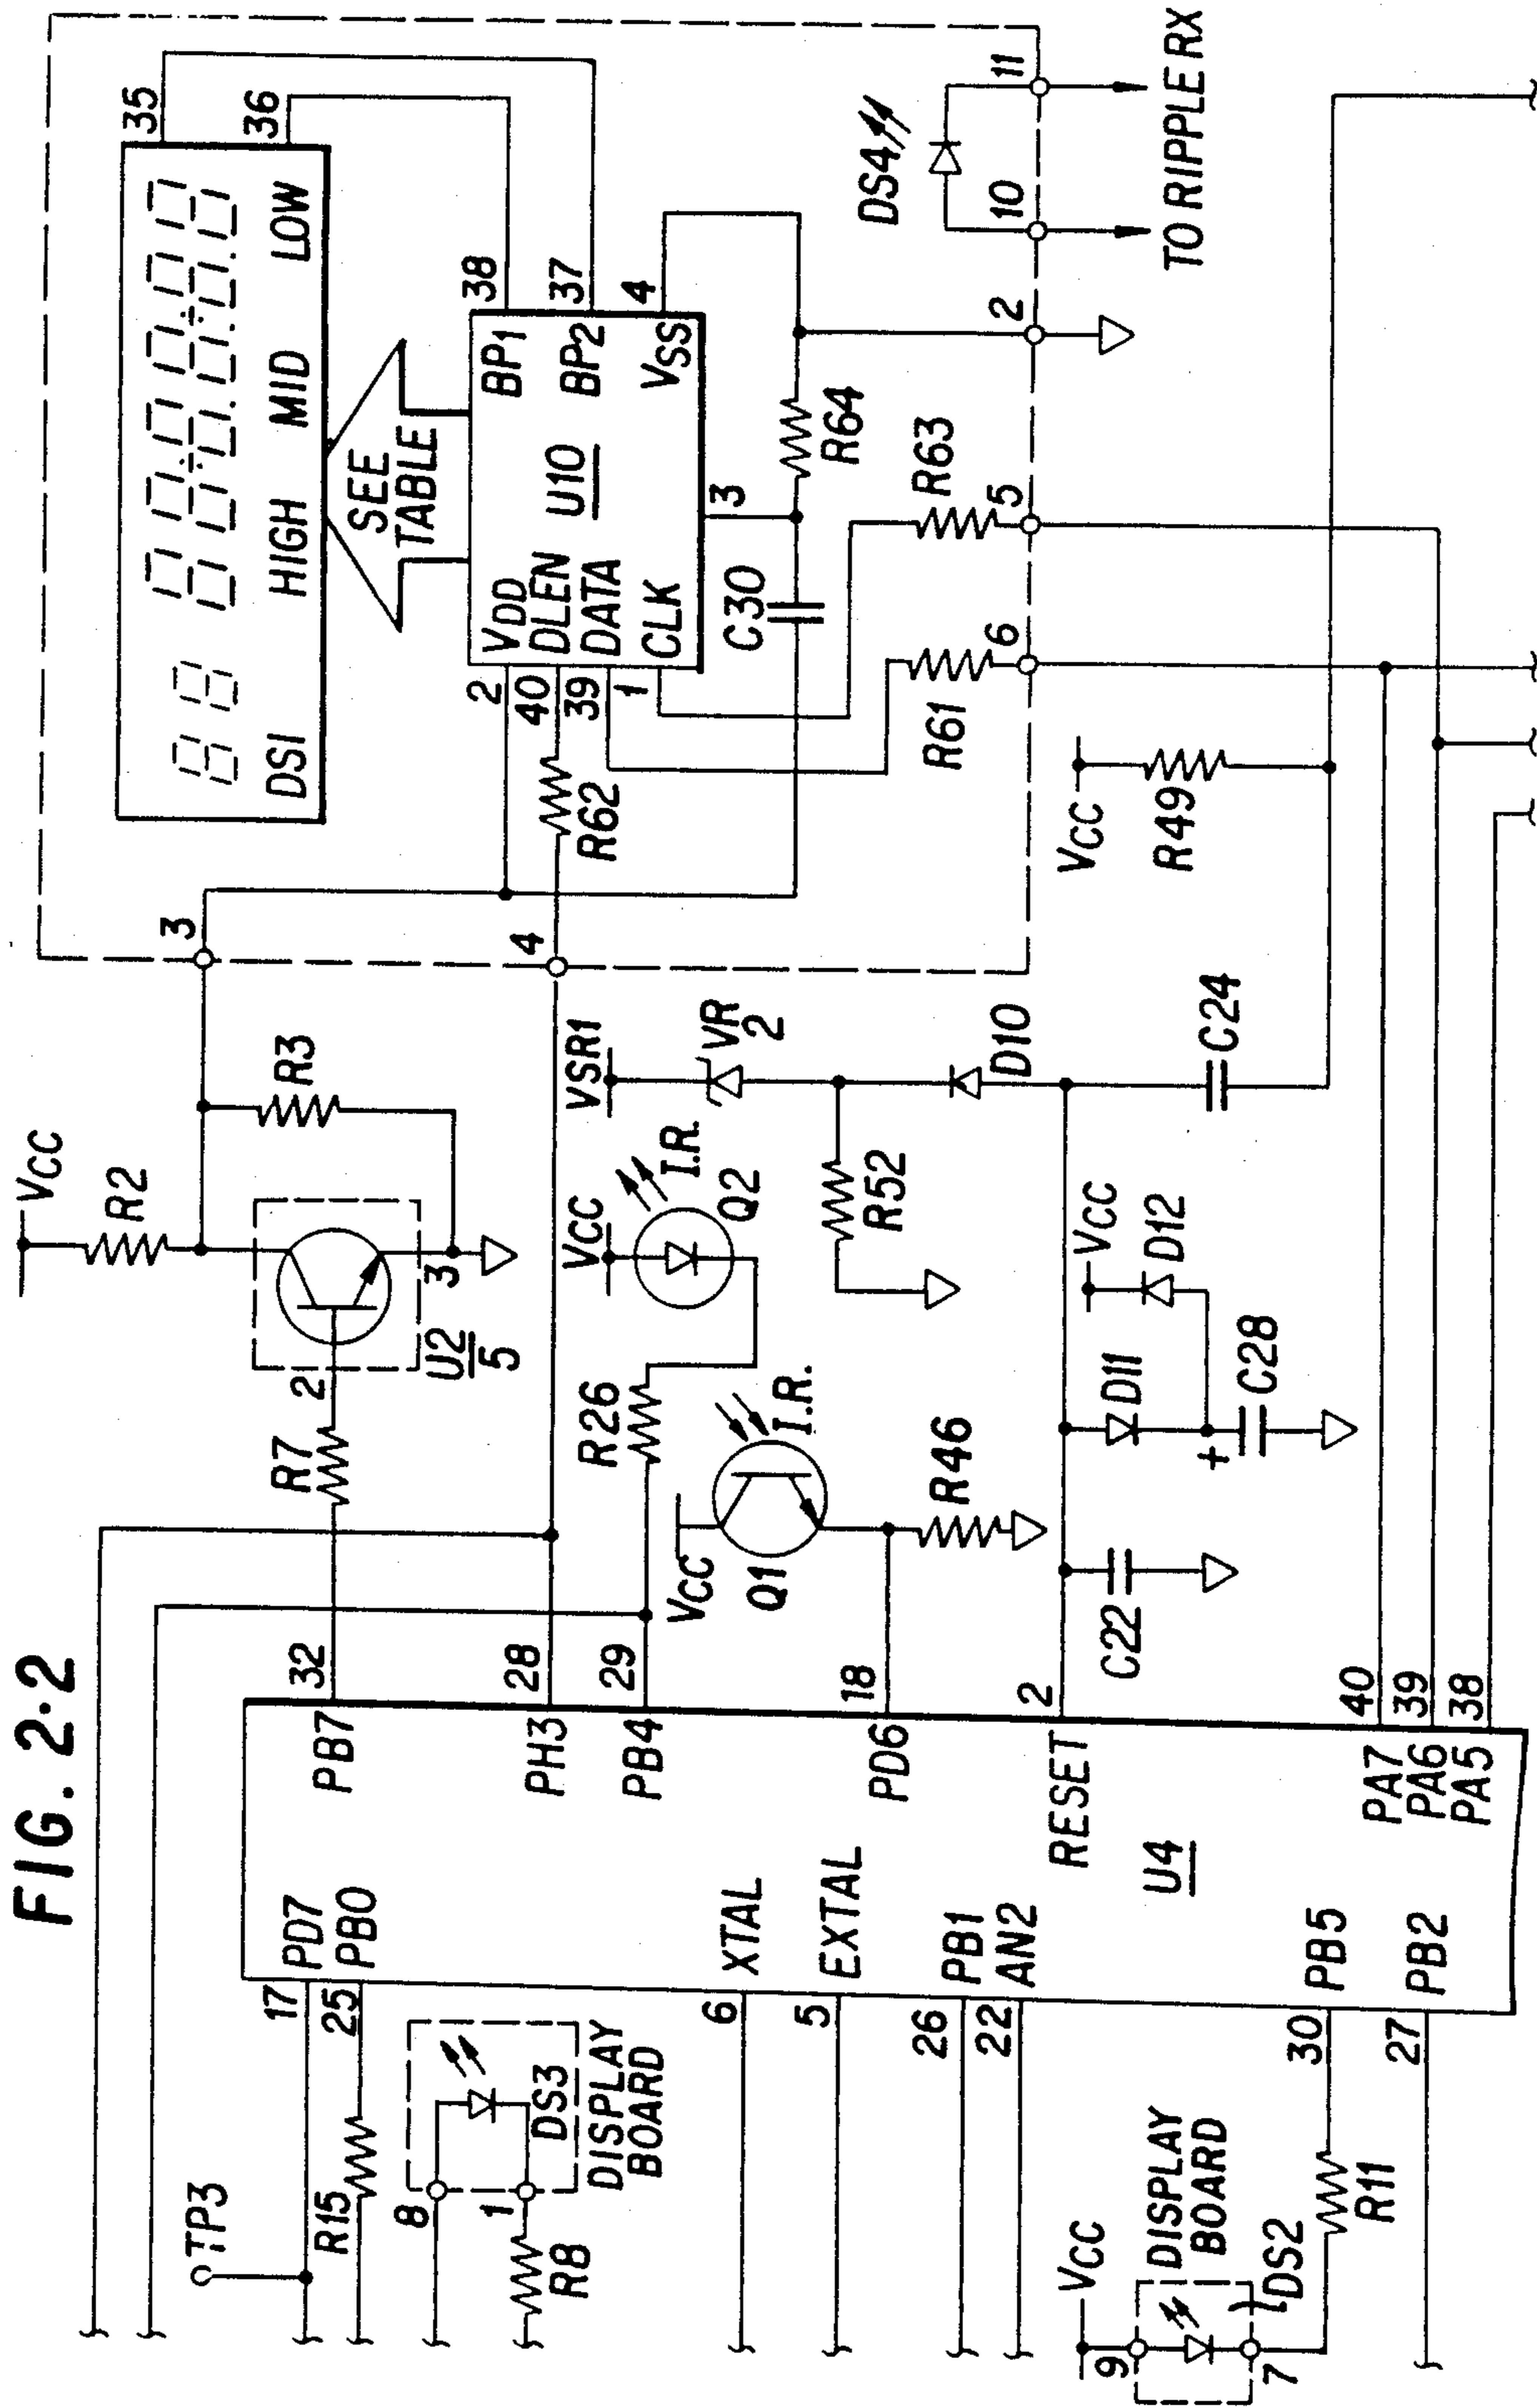 FIG. 2·2
VCC
R2
R3
3
35
36
DSI HIGH MID LOW
SEE
TABLE
R7
2
3
U2
5
32
PB7
28
PH3
29
PB4
R26
VCC
I.R.
Q2
VSR1
VR
2
4
R62
2
40
39
1
VDD
DLEN
DATA
CLK
U10
BP1
BP2
VSS
38
37
4
3
C30
R64
R61
R63
6
5
2
DS4
10
11
TO RIPPLE RX
TP3
17
PD7
25
PB0
R15
8
1
R8
DS3
DISPLAY
BOARD
6
XTAL
5
EXTAL
26
PB1
22
AN2
VCC
Q1
I.R.
18
PD6
R46
R52
D10
2
RESET
C22
D11
VCC
D12
+
C28
C24
VCC
R49
U4
VCC
9
7
DISPLAY
BOARD
DS2
R11
30
PB5
27
PB2
40
PA7
39
PA6
38
PA5